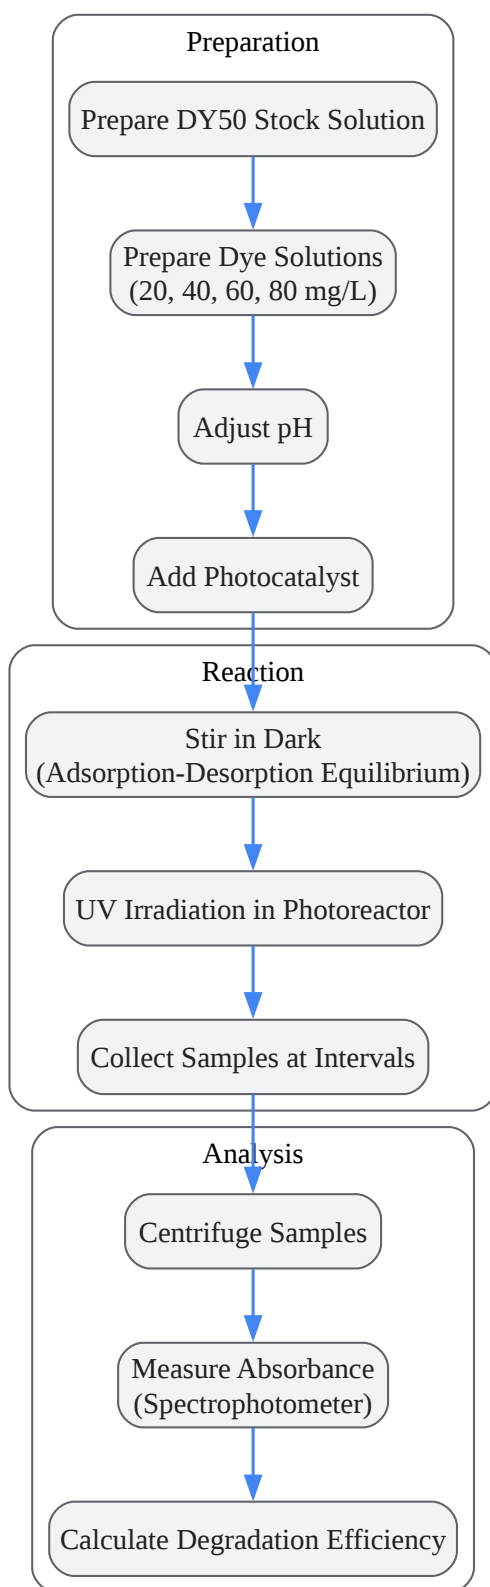 Preparation
Prepare DY50 Stock Solution
Prepare Dye Solutions
(20, 40, 60, 80 mg/L)
Adjust pH
Add Photocatalyst
Reaction
Stir in Dark
(Adsorption-Desorption Equilibrium)
UV Irradiation in Photoreactor
Collect Samples at Intervals
Analysis
Centrifuge Samples
Measure Absorbance
(Spectrophotometer)
Calculate Degradation Efficiency